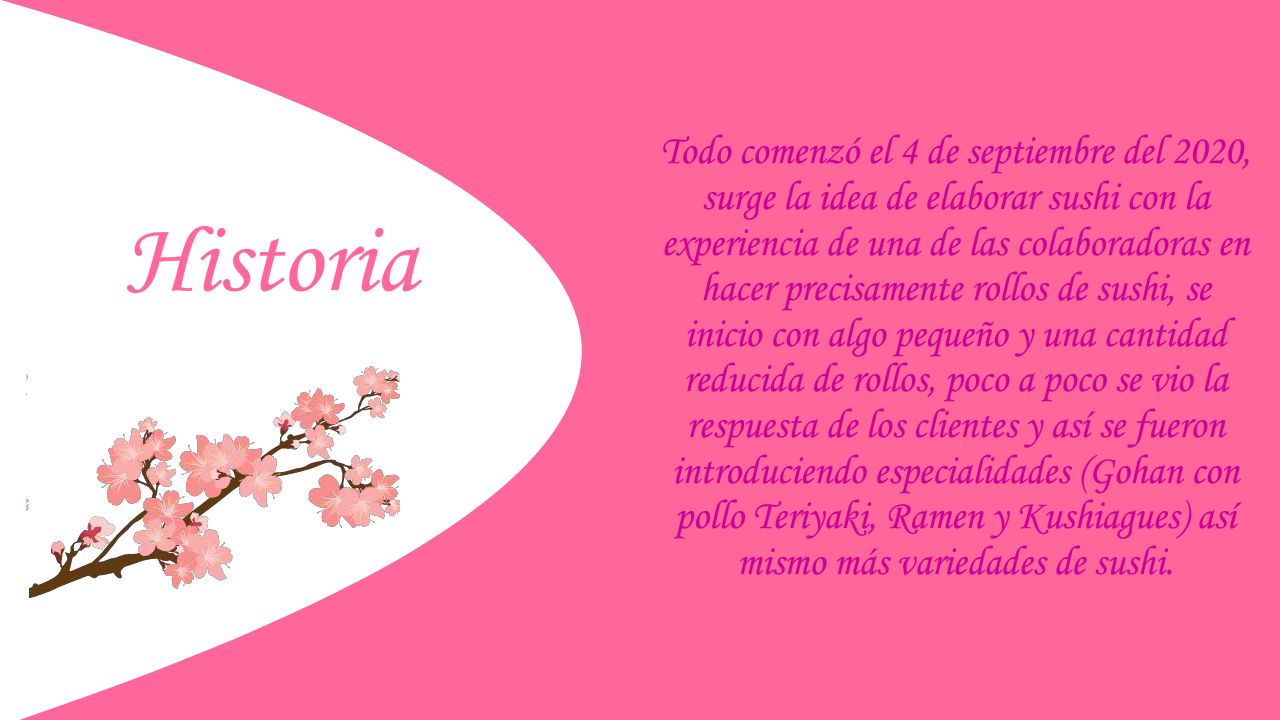 Historia
Todo comenzó el 4 de septiembre del 2020,
surge la idea de elaborar sushi con la
experiencia de una de las colaboradoras en
hacer precisamente rollos de sushi, se
inicio con algo pequeño y una cantidad
reducida de rollos, poco a poco se vio la
respuesta de los clientes y así se fueron
introduciendo especialidades (Gohan con
pollo Teriyaki, Ramen y Kushiagues) así
mismo más variedades de sushi.